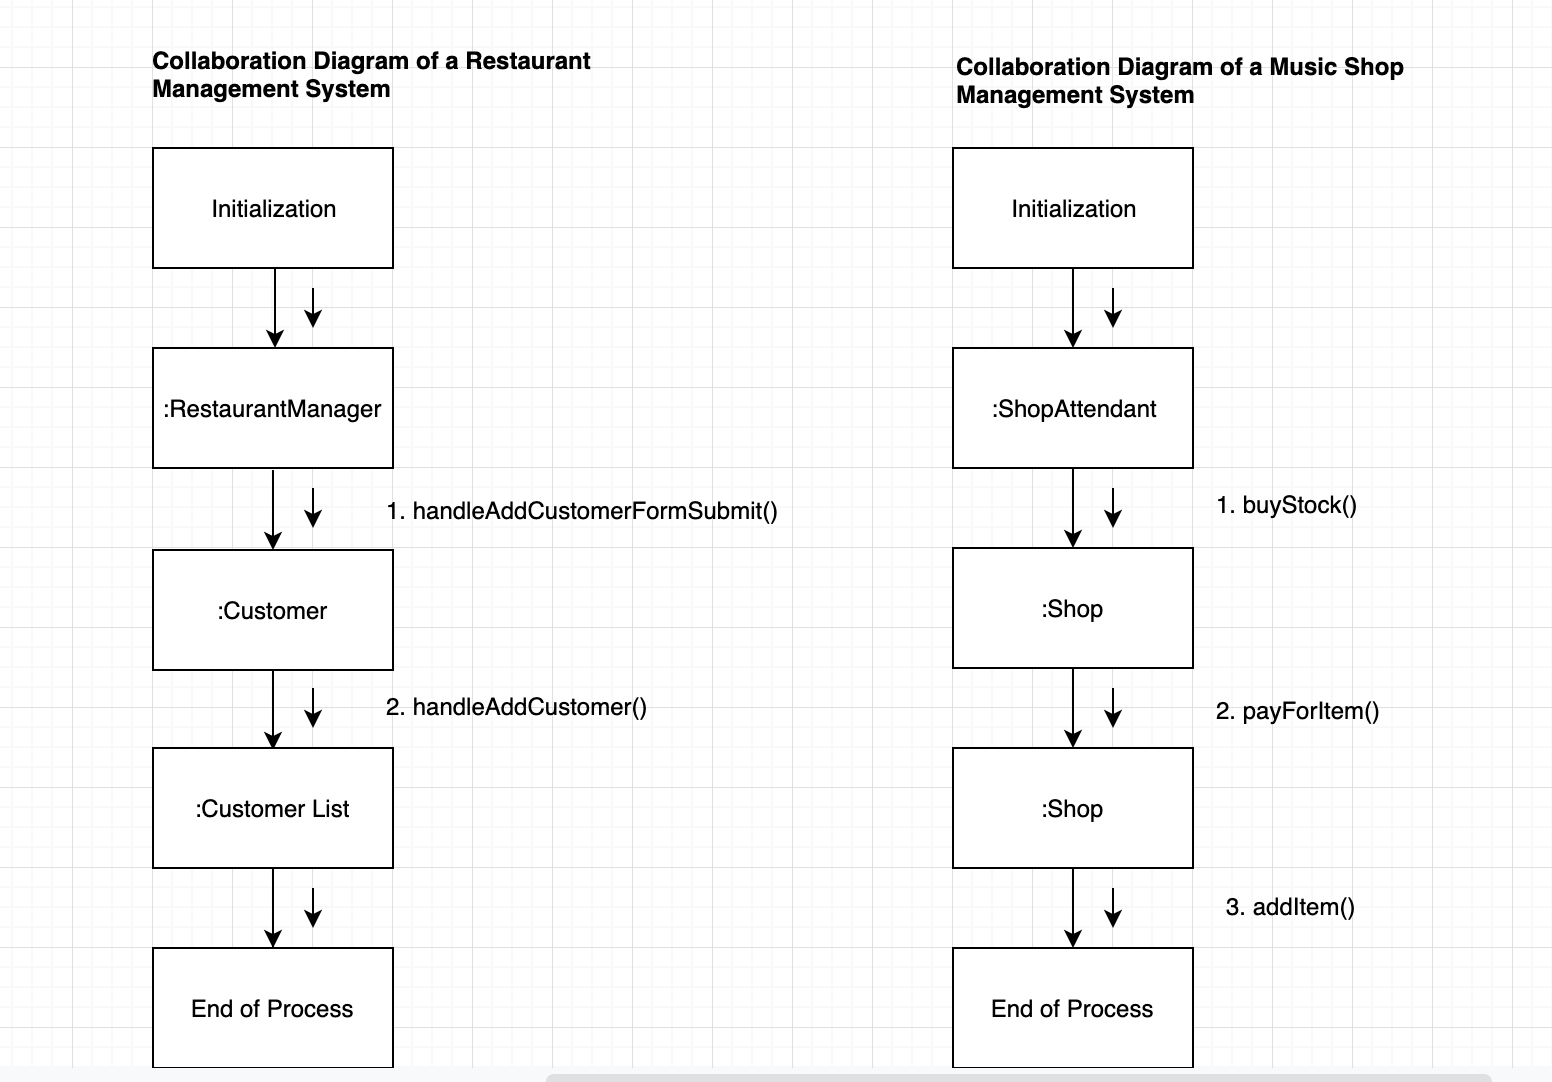 Collaboration Diagram of a Restaurant
Management System
Initialization
:RestaurantManager
1. handleAddCustomerFormSubmit()
:Customer
2. handleAddCustomer()
:Customer List
End of Process
Collaboration Diagram of a Music Shop
Management System
Initialization
:ShopAttendant
1. buyStock()
:Shop
2. payForItem()
:Shop
3. addItem()
End of Process